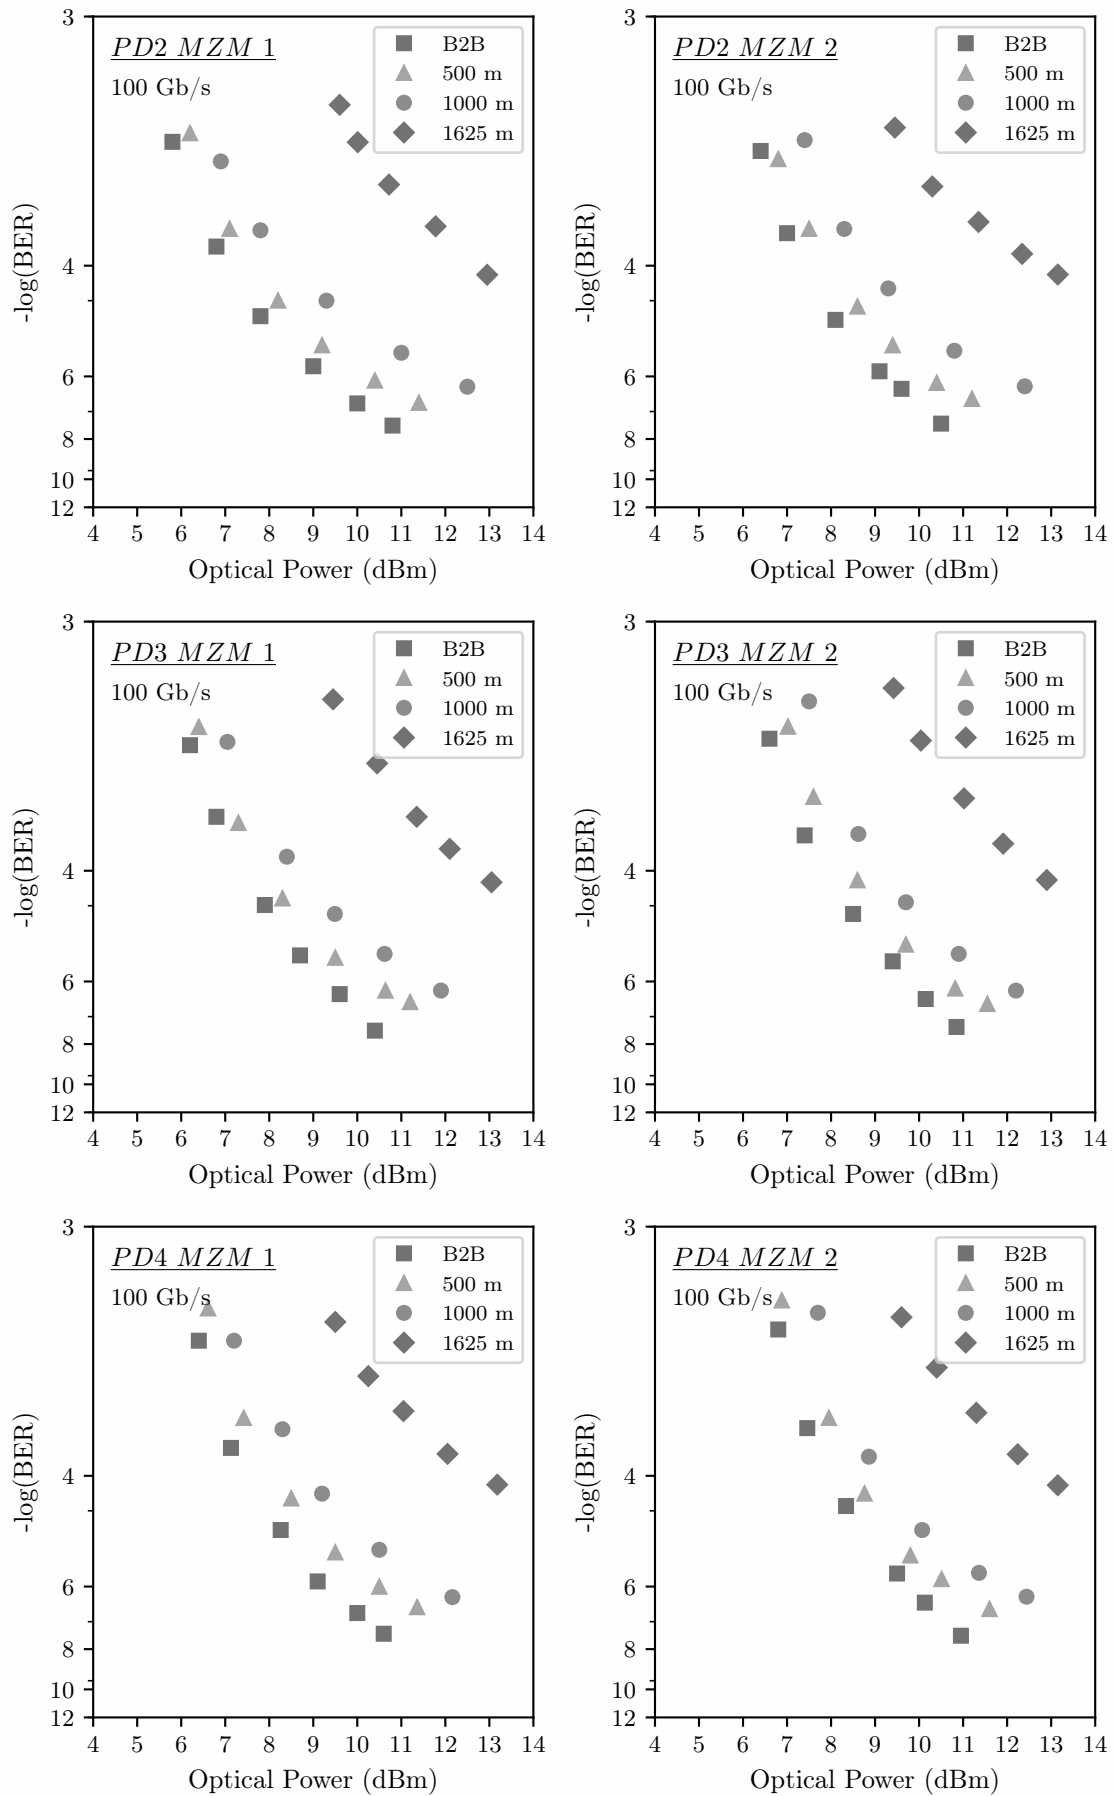 PD2 MZM 1
100 Gb/s
B2B
500 m
1000 m
1625 m
-log(BER)
3
4
6
8
10
12
4 5 6 7 8 9 10 11 12 13 14
Optical Power (dBm)
PD2 MZM 2
100 Gb/s
B2B
500 m
1000 m
1625 m
-log(BER)
3
4
6
8
10
12
4 5 6 7 8 9 10 11 12 13 14
Optical Power (dBm)
PD3 MZM 1
100 Gb/s
B2B
500 m
1000 m
1625 m
-log(BER)
3
4
6
8
10
12
4 5 6 7 8 9 10 11 12 13 14
Optical Power (dBm)
PD3 MZM 2
100 Gb/s
B2B
500 m
1000 m
1625 m
-log(BER)
3
4
6
8
10
12
4 5 6 7 8 9 10 11 12 13 14
Optical Power (dBm)
PD4 MZM 1
100 Gb/s
B2B
500 m
1000 m
1625 m
-log(BER)
3
4
6
8
10
12
4 5 6 7 8 9 10 11 12 13 14
Optical Power (dBm)
PD4 MZM 2
100 Gb/s
B2B
500 m
1000 m
1625 m
-log(BER)
3
4
6
8
10
12
4 5 6 7 8 9 10 11 12 13 14
Optical Power (dBm)